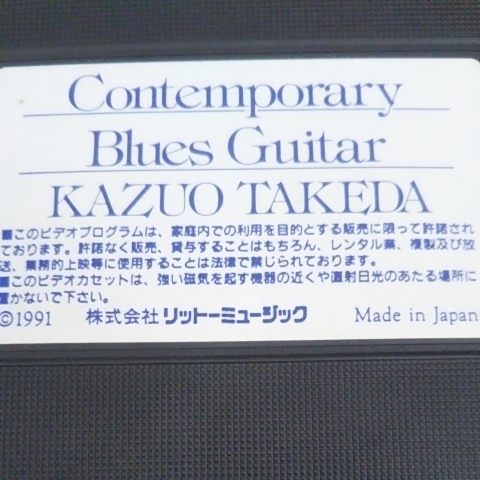 Contemporary
Blues Guitar
KAZUO TAKEDA
■このビデオプログラムは、家庭内での利用を目的とする販売に限って許諾され
ております。許諾なく販売、貸与することはもちろん、レンタル業、複製及び放
送、業務的上映等に使用することは法律で禁じられております。
■このビデオカセットは、強い磁気を起す機器の近くや直射日光のあたる場所に
置かないで下さい。
©1991 株式会社リットーミュージック Made in Japan